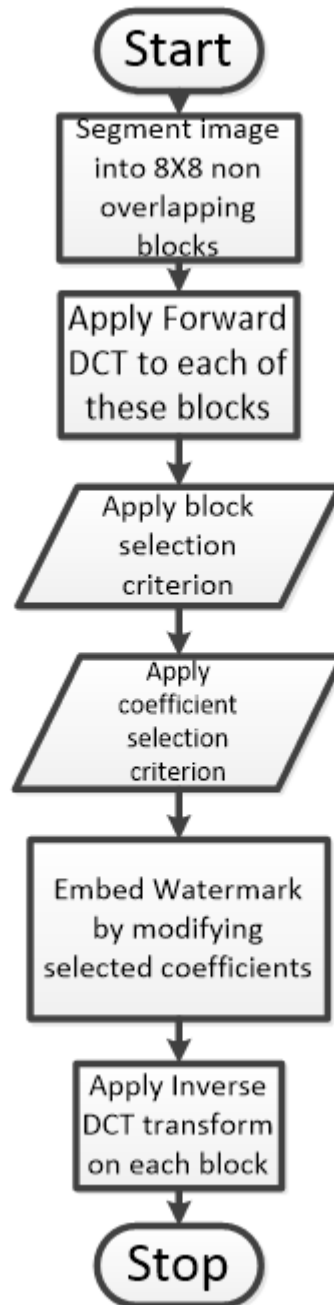 Start
Segment image
into 8X8 non
overlapping
blocks
Apply Forward
DCT to each of
these blocks
Apply block
selection
criterion
Apply
coefficient
selection
criterion
Embed Watermark
by modifying
selected coefficients
Apply Inverse
DCT transform
on each block
Stop